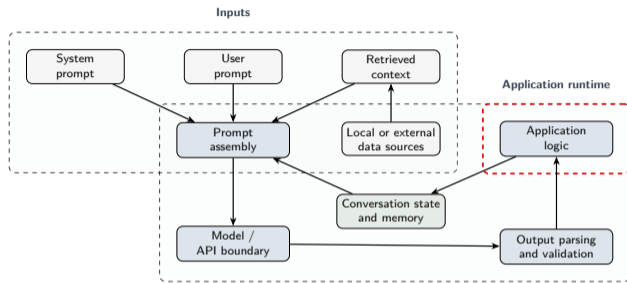 Inputs
System
prompt
User
prompt
Retrieved
context
Application runtime
Prompt
assembly
Local or external
data sources
Application
logic
Conversation state
and memory
Model /
API boundary
Output parsing
and validation